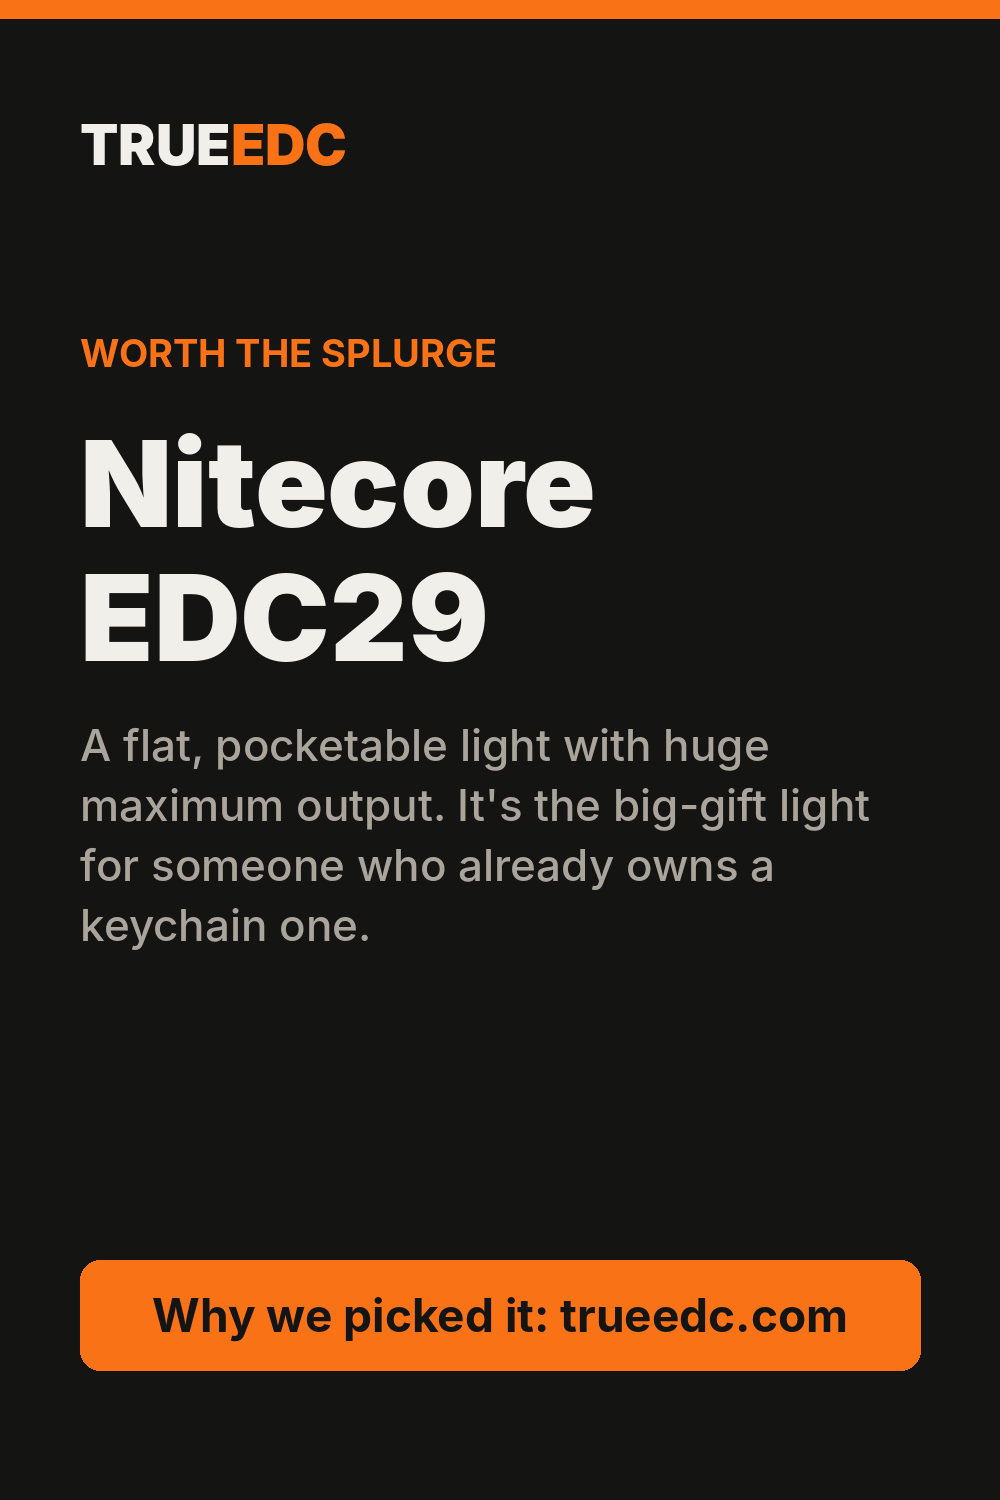 TRUEEDC
WORTH THE SPLURGE
Nitecore
EDC29
A flat, pocketable light with huge
maximum output. It's the big-gift light
for someone who already owns a
keychain one.
Why we picked it: trueedc.com